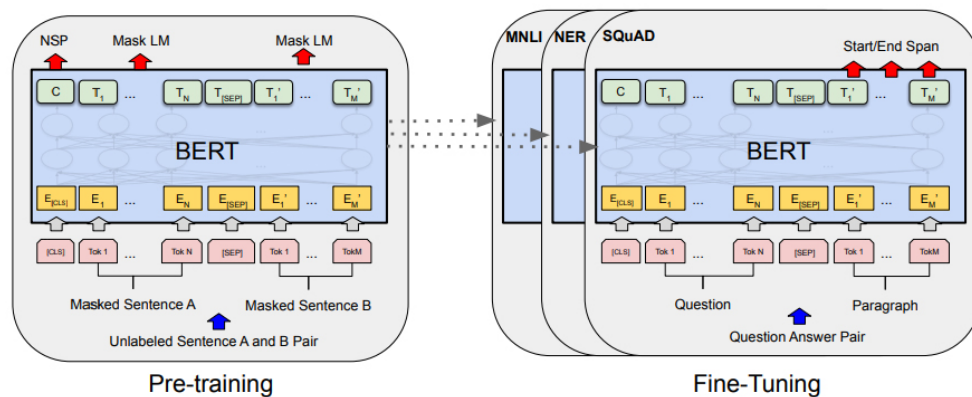 NSP Mask LM Mask LM
C T1 ... TN T[SEP] T1' ... TM'
...
...
BERT
E[CLS] E1 ... EN E[SEP] E1' ... EM'
[CLS] Tok 1 ... Tok N [SEP] Tok 1 ... TokM
Masked Sentence A Masked Sentence B
Unlabeled Sentence A and B Pair
Pre-training
MNLI NER SQuAD
Start/End Span
C T1 ... TN T[SEP] T1' ... TM'
...
...
BERT
E[CLS] E1 ... EN E[SEP] E1' ... EM'
[CLS] Tok 1 ... Tok N [SEP] Tok 1 ... TokM
Question Paragraph
Question Answer Pair
Fine-Tuning